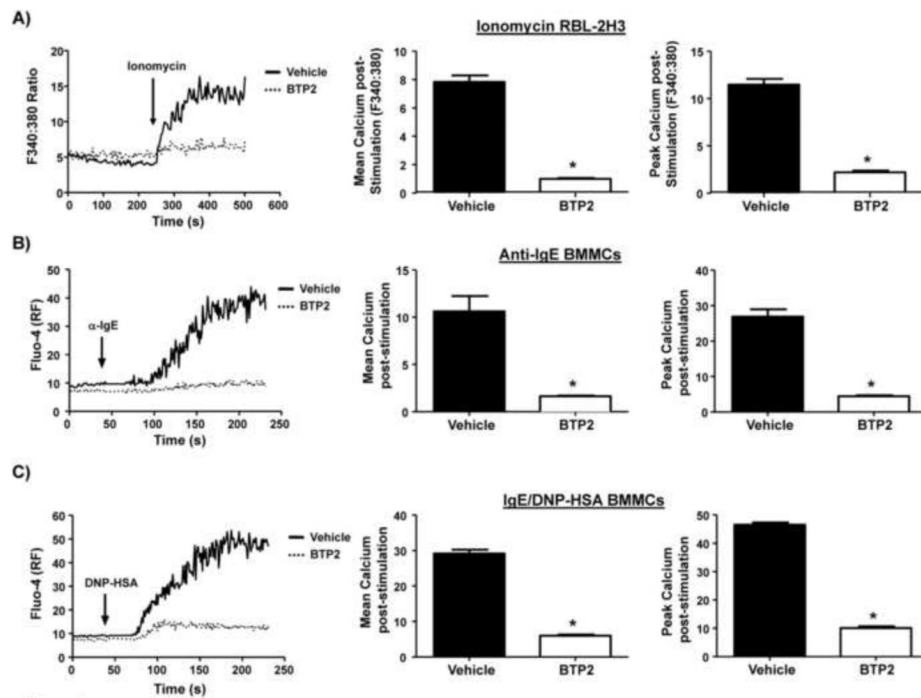 A)
Ionomycin RBL-2H3
F340:380 Ratio
20
15
10
5
0
Ionomycin
Vehicle
BTP2
0 100 200 300 400 500 600
Time (s)
Mean Calcium post-
Stimulation (F340:380)
10
8
6
4
2
0
*
Vehicle BTP2
Peak Calcium post-
Stimulation (F340:380)
15
10
5
0
*
Vehicle BTP2
B)
Anti-IgE BMMCs
Fluo-4 (RF)
50
40
30
20
10
0
α-IgE
Vehicle
BTP2
0 50 100 150 200 250
Time (s)
Mean Calcium
post-stimulation
15
10
5
0
*
Vehicle BTP2
Peak Calcium
post-stimulation
40
30
20
10
0
*
Vehicle BTP2
C)
IgE/DNP-HSA BMMCs
Fluo-4 (RF)
60
50
40
30
20
10
0
DNP-HSA
Vehicle
BTP2
0 50 100 150 200 250
Time (s)
Mean Calcium
post-stimulation
40
30
20
10
0
*
Vehicle BTP2
Peak Calcium
post-stimulation
50
40
30
20
10
0
*
Vehicle BTP2